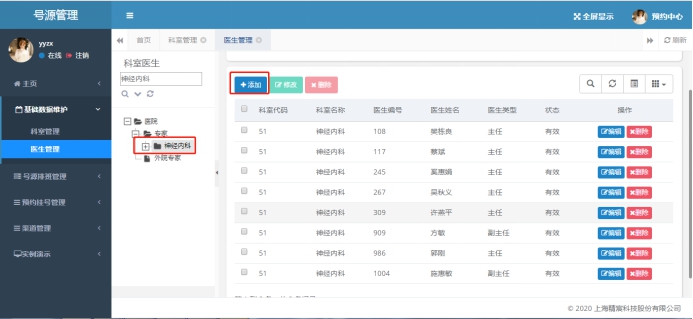 号源管理
全屏显示
预约中心
yyzx
在线 注销
首页
科室管理
医生管理
刷新
主页
基础数据维护
科室管理
医生管理
号源排班管理
预约挂号管理
渠道管理
实例演示
科室医生
神经内科
医院
专家
神经内科
外院专家
添加 修改 删除
科室代码 科室名称 医生编号 医生姓名 医生类型 状态 操作
51 神经内科 108 樊栋良 主任 有效 编辑 删除
51 神经内科 117 蔡斌 主任 有效 编辑 删除
51 神经内科 245 奚惠娟 主任 有效 编辑 删除
51 神经内科 267 吴秋义 主任 有效 编辑 删除
51 神经内科 309 许燕平 主任 有效 编辑 删除
51 神经内科 909 方敏 副主任 有效 编辑 删除
51 神经内科 986 郭刚 主任 有效 编辑 删除
51 神经内科 1004 施惠敏 副主任 有效 编辑 删除
© 2020 上海精宸科技股份有限公司